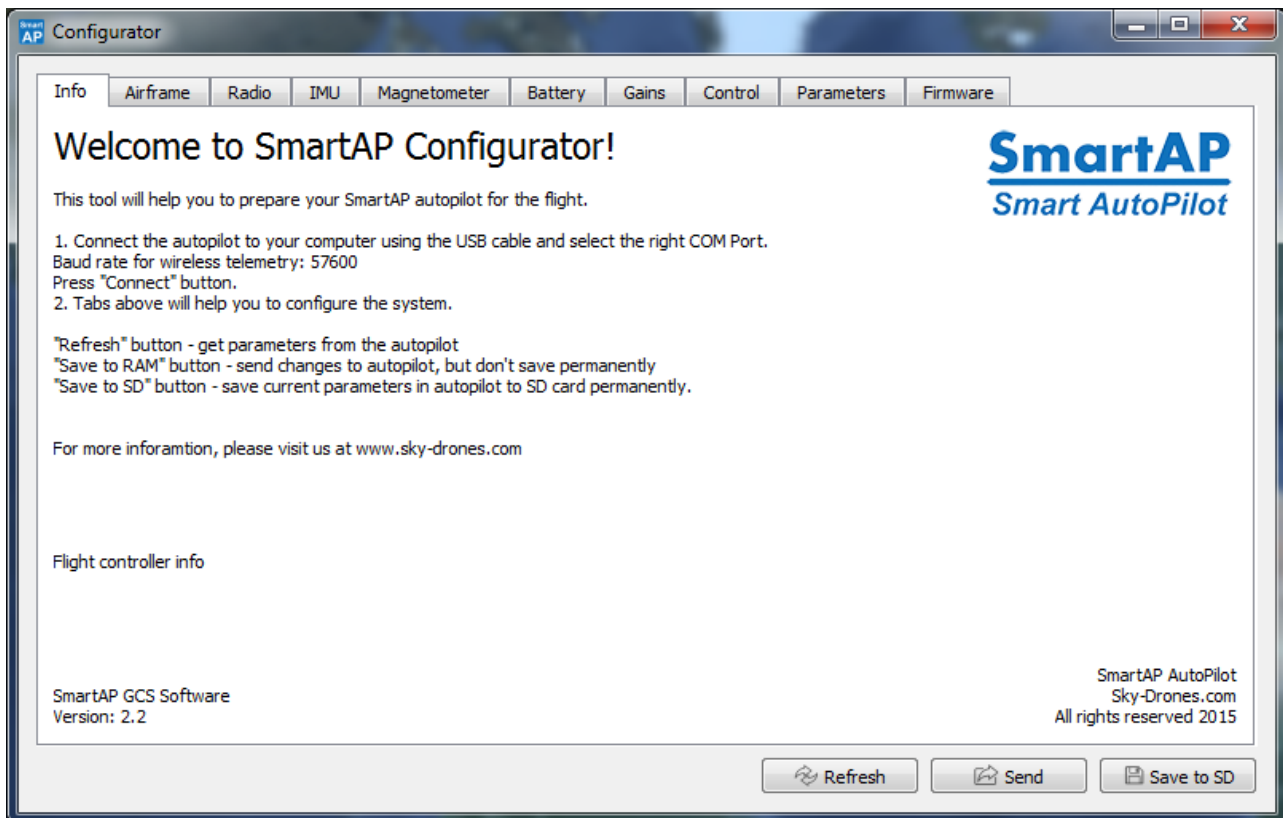 Smart AP Configurator
Info Airframe Radio IMU Magnetometer Battery Gains Control Parameters Firmware
Welcome to SmartAP Configurator!
SmartAP
Smart AutoPilot
This tool will help you to prepare your SmartAP autopilot for the flight.
1. Connect the autopilot to your computer using the USB cable and select the right COM Port.
Baud rate for wireless telemetry: 57600
Press "Connect" button.
2. Tabs above will help you to configure the system.
"Refresh" button - get parameters from the autopilot
"Save to RAM" button - send changes to autopilot, but don't save permanently
"Save to SD" button - save current parameters in autopilot to SD card permanently.
For more inforamtion, please visit us at www.sky-drones.com
Flight controller info
SmartAP GCS Software
Version: 2.2
SmartAP AutoPilot
Sky-Drones.com
All rights reserved 2015
Refresh Send Save to SD